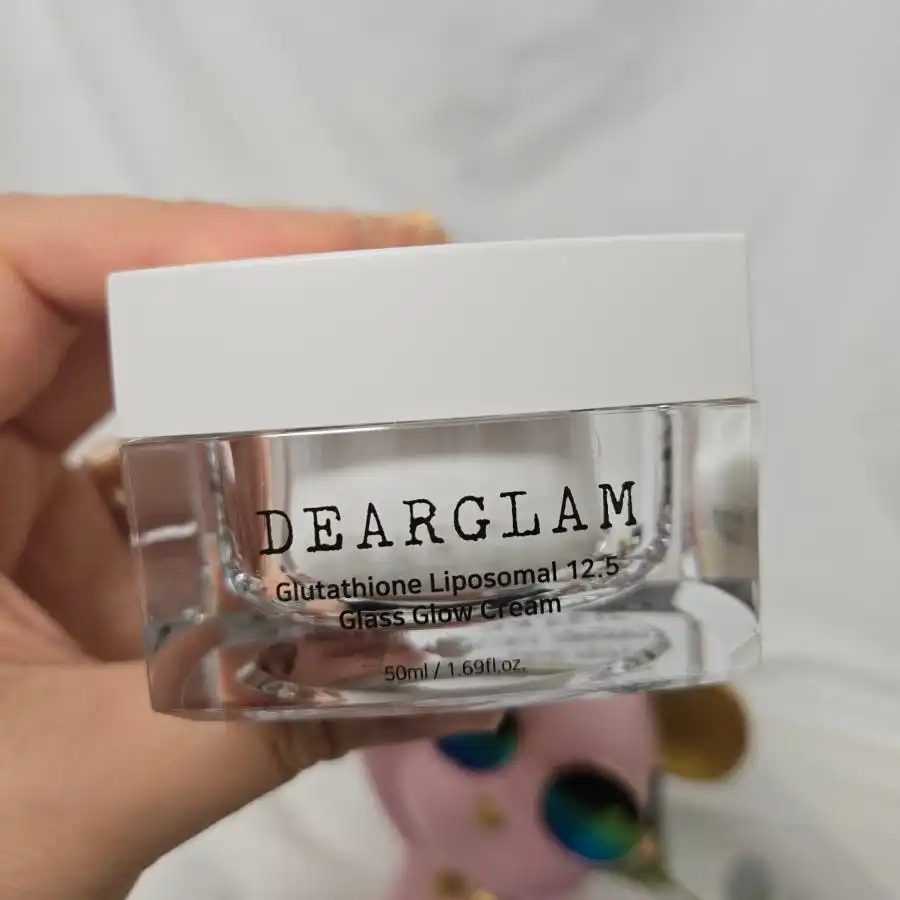 DEARGLAM
Glutathione Liposomal 12.5
Glass Glow Cream
50ml / 1.69fl.oz.